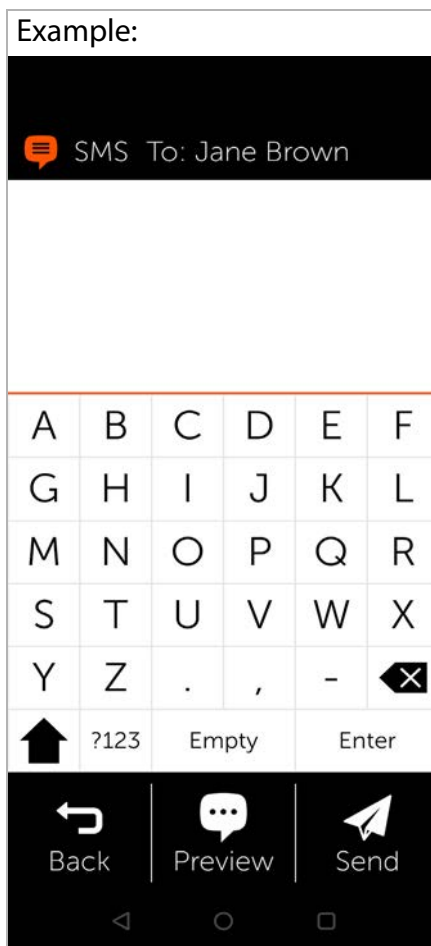 Example:
SMS To: Jane Brown
A B C D E F
G H I J K L
M N O P Q R
S T U V W X
Y Z . , -
?123 Empty Enter
Back Preview Send